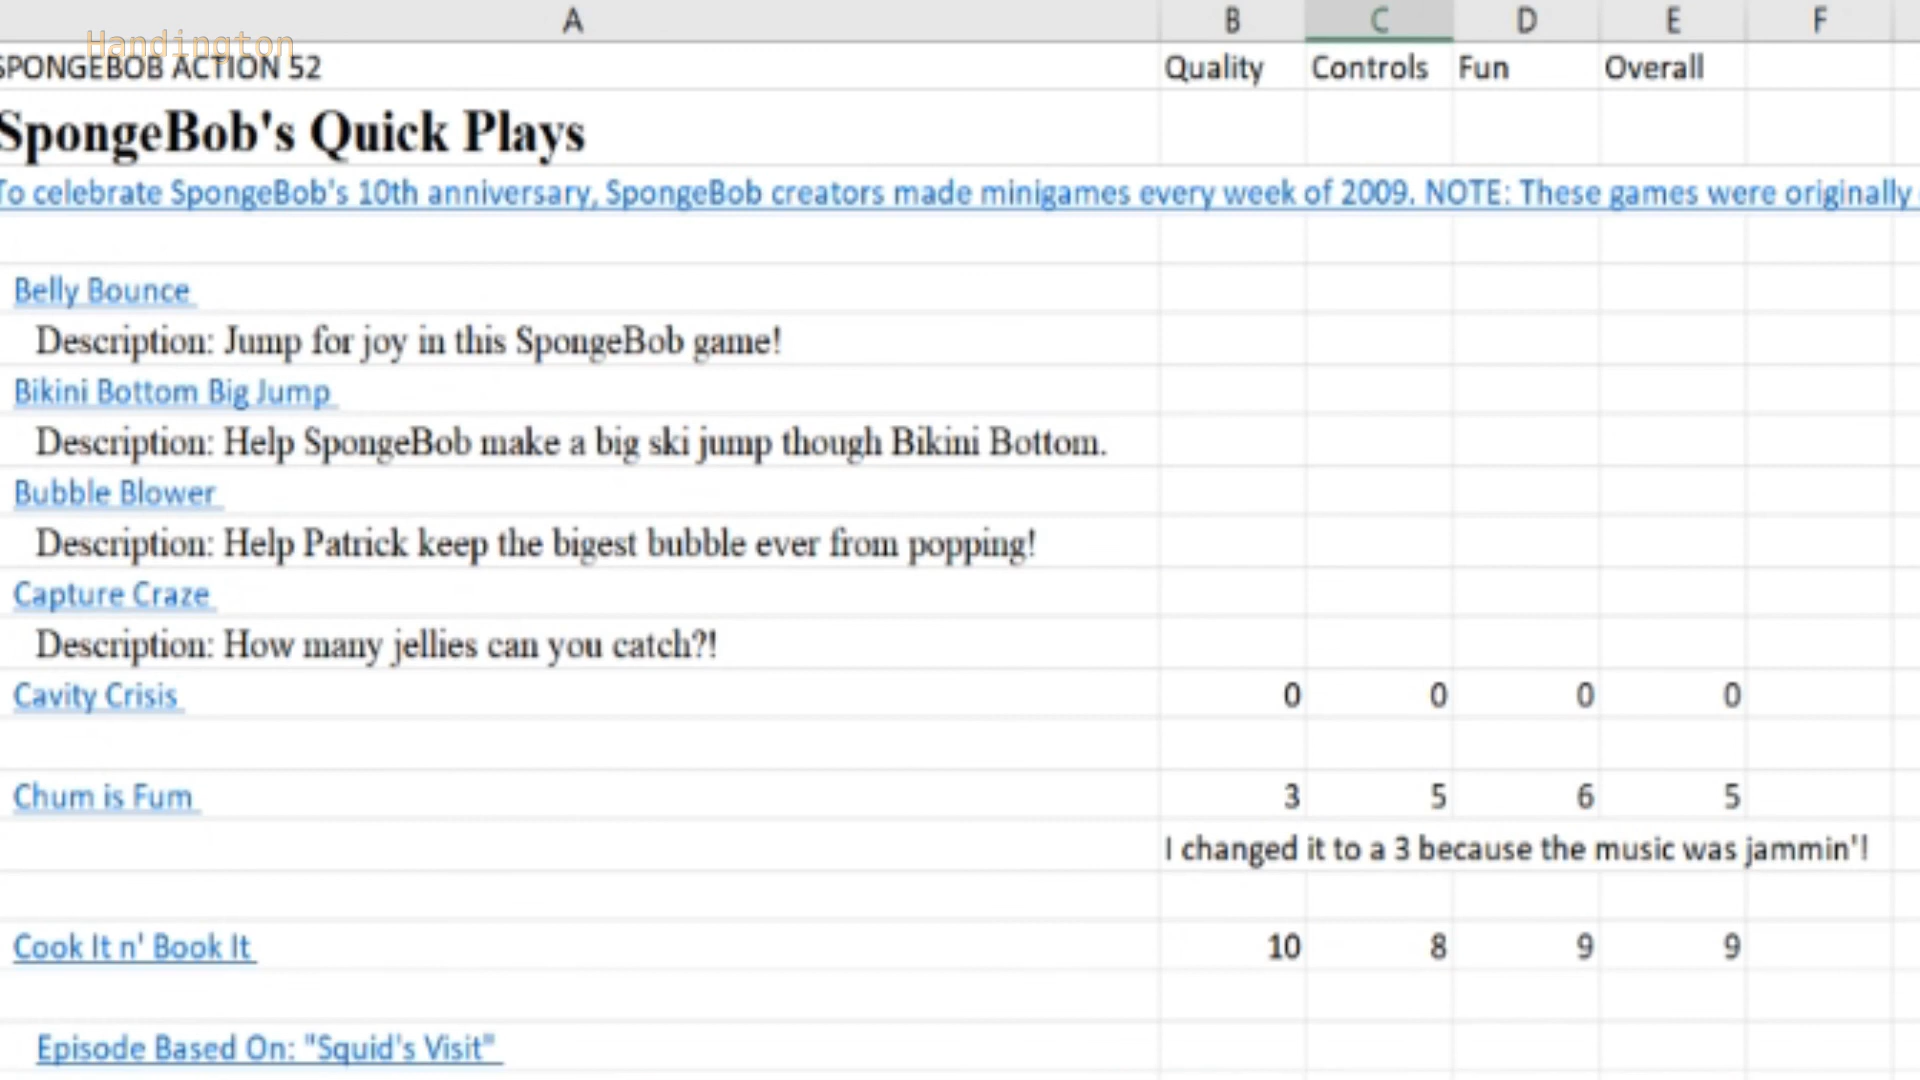 A B C D E F
Handington
SPONGEBOB ACTION 52 Quality Controls Fun Overall
SpongeBob's Quick Plays
To celebrate SpongeBob's 10th anniversary, SpongeBob creators made minigames every week of 2009. NOTE: These games were originally
Belly Bounce
Description: Jump for joy in this SpongeBob game!
Bikini Bottom Big Jump
Description: Help SpongeBob make a big ski jump though Bikini Bottom.
Bubble Blower
Description: Help Patrick keep the bigest bubble ever from popping!
Capture Craze
Description: How many jellies can you catch?!
Cavity Crisis 0 0 0 0
Chum is Fum 3 5 6 5
I changed it to a 3 because the music was jammin'!
Cook It n' Book It 10 8 9 9
Episode Based On: "Squid's Visit"